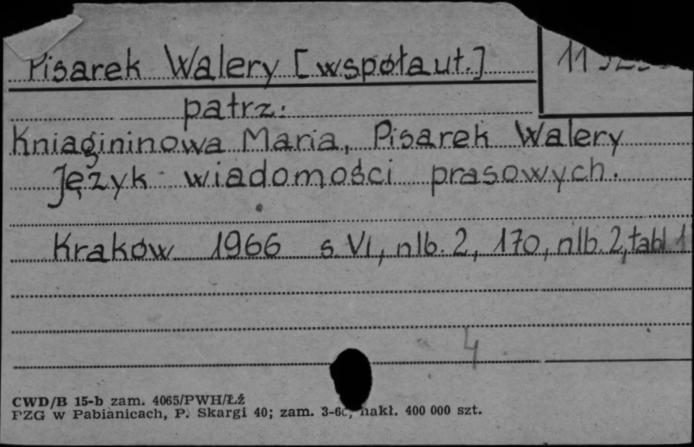 Pisarek Walery [współaut.]
patrz:
Kniagininowa Maria, Pisarek Walery
Język wiadomości prasowych.
Kraków 1966 s. VI, nlb. 2, 170, nlb. 2, tabl. 1
4
CWD/B 15-b zam. 4065/PWH/Łź
PZG w Pabianicach, P. Skargi 40; zam. nakł. 400 000 szt.